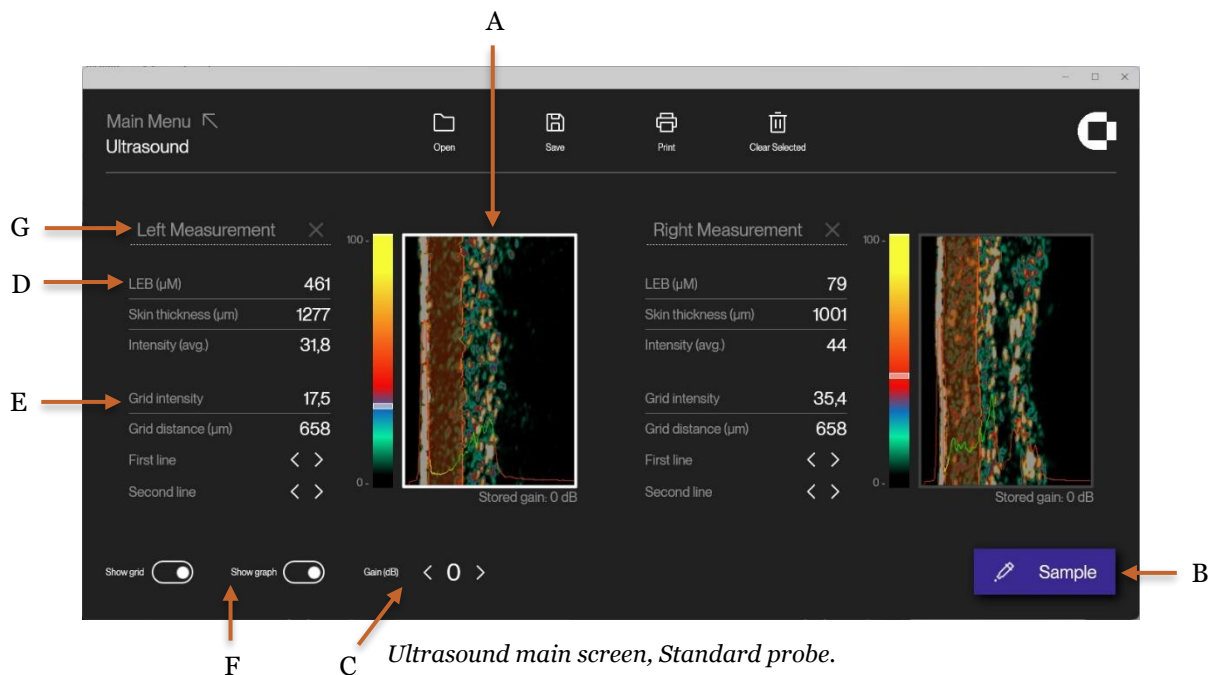 A
Main Menu
Ultrasound
Open
Save
Print
Clear Selected
G
Left Measurement
100 -
Right Measurement
100 -
D
LEB (µM) 461
LEB (µM) 79
Skin thickness (µm) 1277
Skin thickness (µm) 1001
Intensity (avg.) 31,8
Intensity (avg.) 44
E
Grid intensity 17,5
Grid intensity 35,4
Grid distance (µm) 658
Grid distance (µm) 658
First line < >
First line < >
Second line < >
0 -
Second line < >
0 -
Stored gain: 0 dB
Stored gain: 0 dB
Show grid
Show graph
Gain (dB) < 0 >
Sample
B
F
C
Ultrasound main screen, Standard probe.